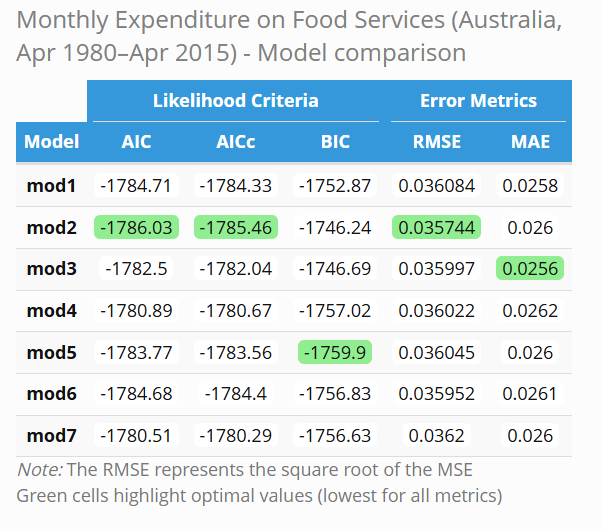 Monthly Expenditure on Food Services (Australia,
Apr 1980–Apr 2015) - Model comparison
Likelihood Criteria Error Metrics
Model AIC AICc BIC RMSE MAE
mod1 -1784.71 -1784.33 -1752.87 0.036084 0.0258
mod2 -1786.03 -1785.46 -1746.24 0.035744 0.026
mod3 -1782.5 -1782.04 -1746.69 0.035997 0.0256
mod4 -1780.89 -1780.67 -1757.02 0.036022 0.0262
mod5 -1783.77 -1783.56 -1759.9 0.036045 0.026
mod6 -1784.68 -1784.4 -1756.83 0.035952 0.0261
mod7 -1780.51 -1780.29 -1756.63 0.0362 0.026
Note: The RMSE represents the square root of the MSE
Green cells highlight optimal values (lowest for all metrics)